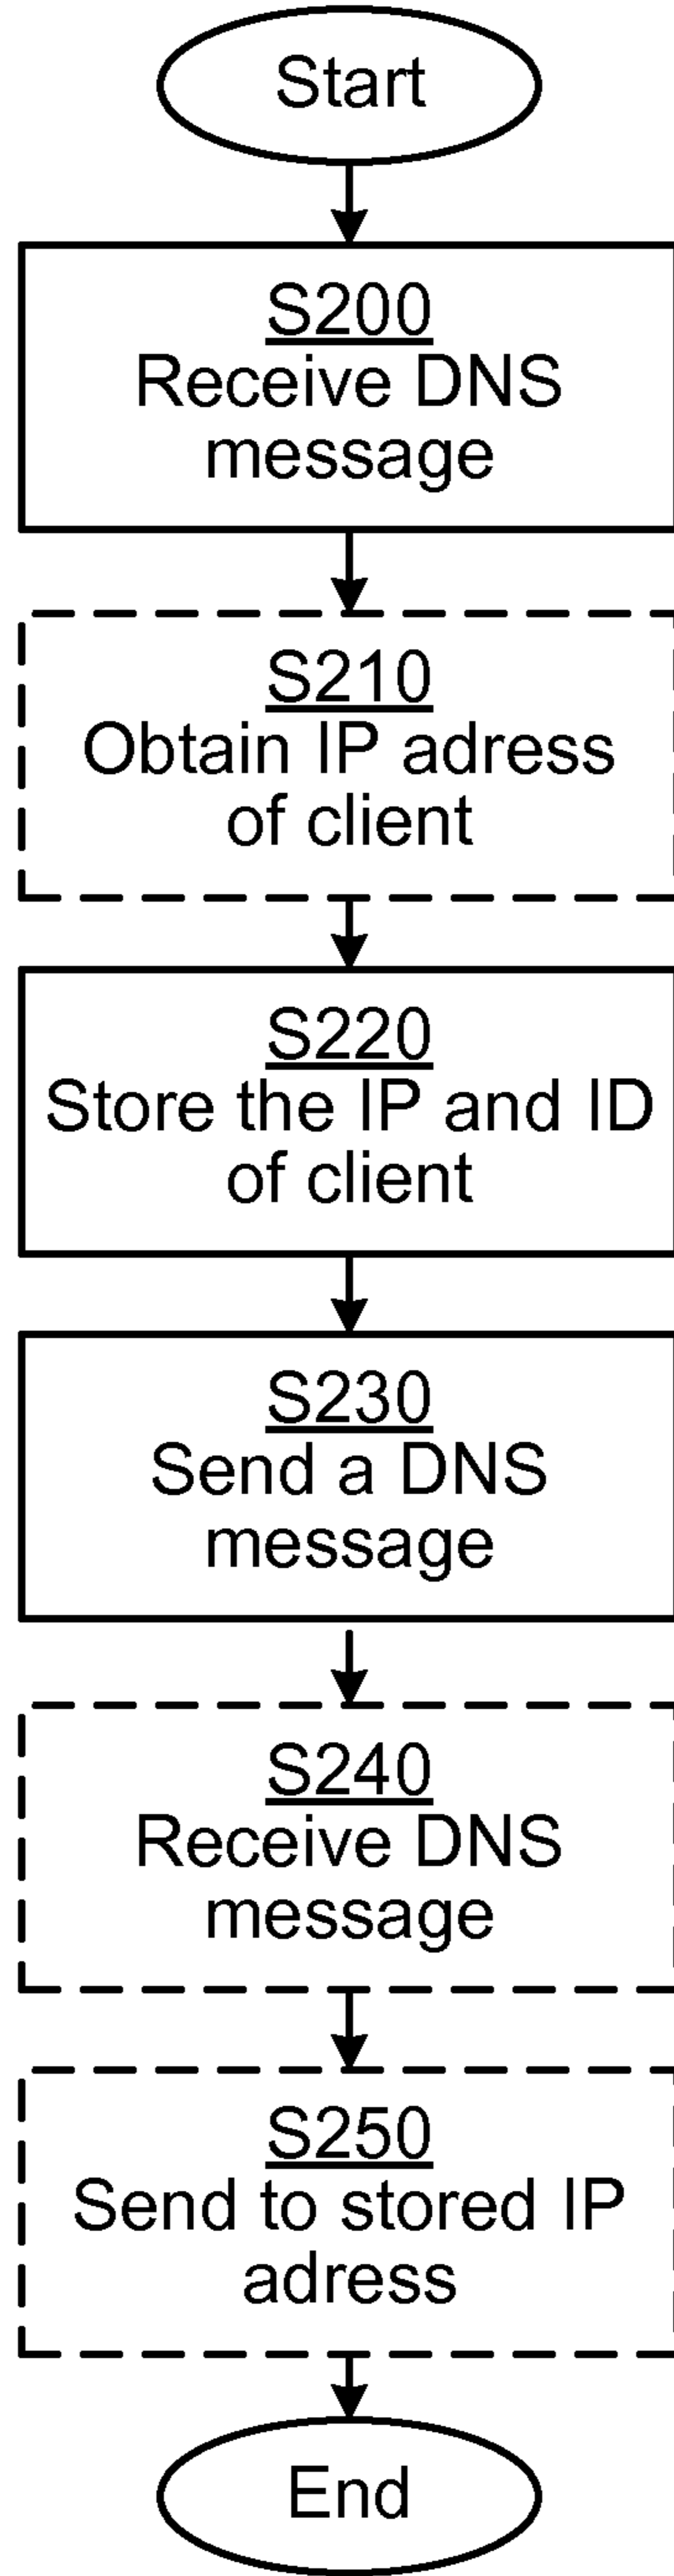 Start
S200
Receive DNS
message
S210
Obtain IP adress
of client
S220
Store the IP and ID
of client
S230
Send a DNS
message
S240
Receive DNS
message
S250
Send to stored IP
adress
End